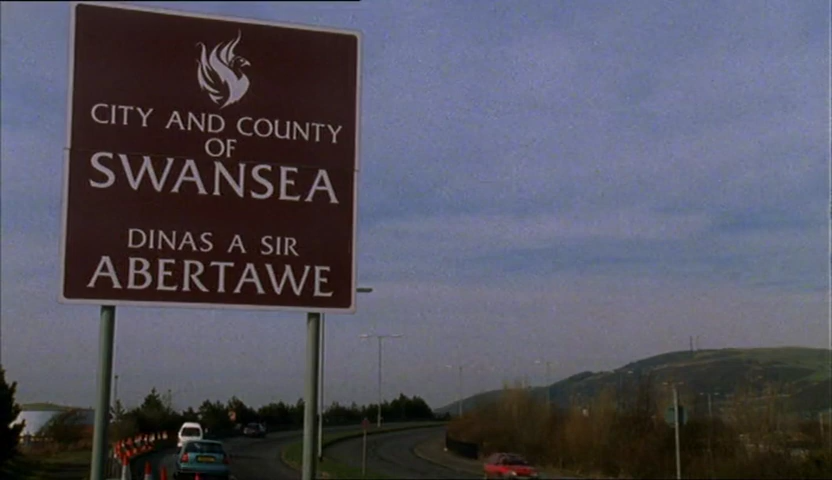 CITY AND COUNTY
OF
SWANSEA
DINAS A SIR
ABERTAWE